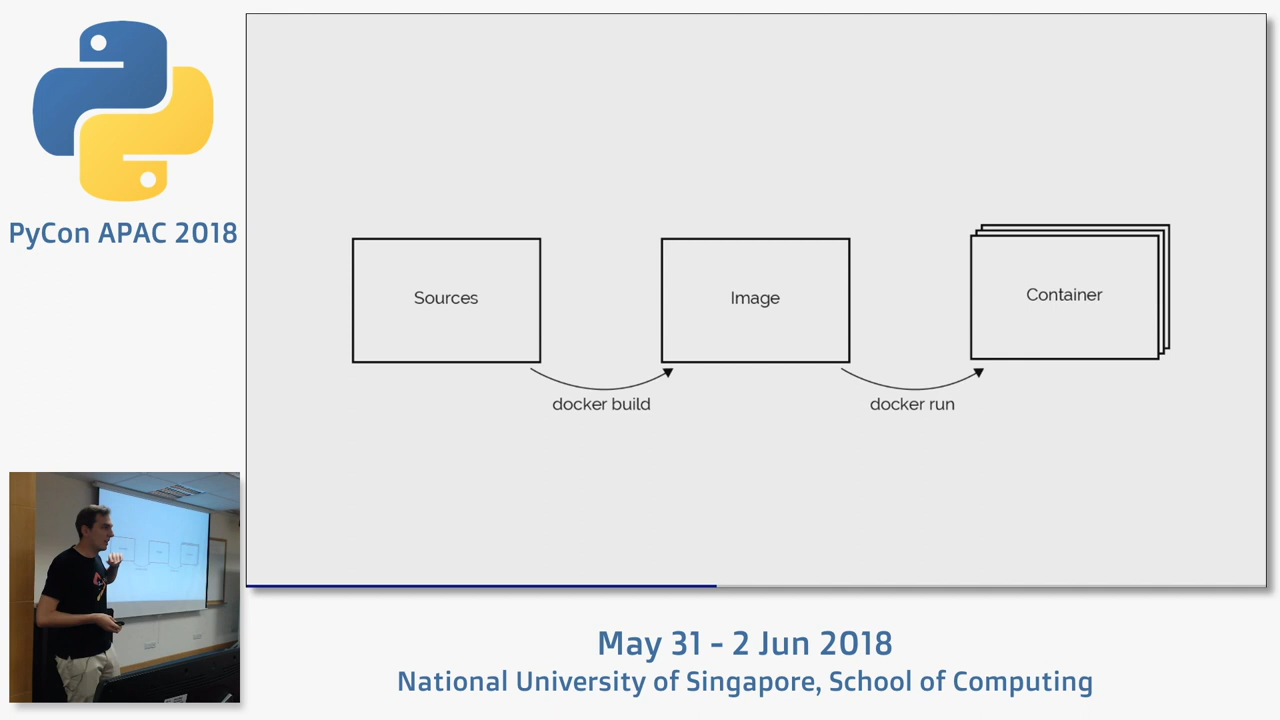 PyCon APAC 2018
Sources
Image
Container
docker build
docker run
May 31 - 2 Jun 2018
National University of Singapore, School of Computing